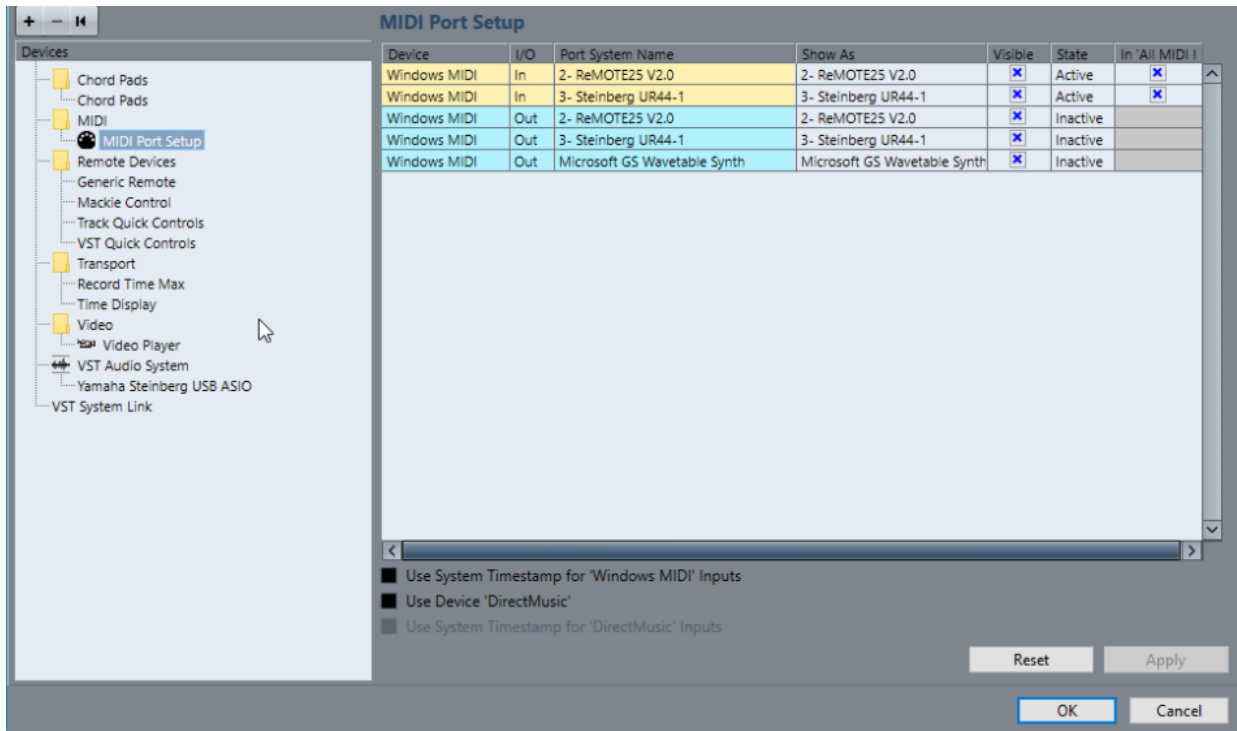 + −
MIDI Port Setup
Devices
Chord Pads
Chord Pads
MIDI
MIDI Port Setup
Remote Devices
Generic Remote
Mackie Control
Track Quick Controls
VST Quick Controls
Transport
Record Time Max
Time Display
Video
Video Player
VST Audio System
Yamaha Steinberg USB ASIO
VST System Link
Device I/O Port System Name Show As Visible State In 'All MIDI I
Windows MIDI In 2- ReMOTE25 V2.0 2- ReMOTE25 V2.0 Active
Windows MIDI In 3- Steinberg UR44-1 3- Steinberg UR44-1 Active
Windows MIDI Out 2- ReMOTE25 V2.0 2- ReMOTE25 V2.0 Inactive
Windows MIDI Out 3- Steinberg UR44-1 3- Steinberg UR44-1 Inactive
Windows MIDI Out Microsoft GS Wavetable Synth Microsoft GS Wavetable Synth Inactive
Use System Timestamp for 'Windows MIDI' Inputs
Use Device 'DirectMusic'
Use System Timestamp for 'DirectMusic' Inputs
Reset Apply
OK Cancel